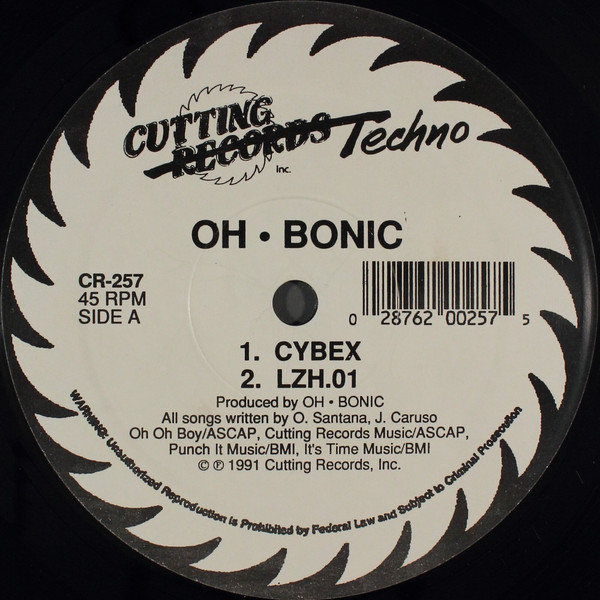 CUTTING
RECORDS Techno
Inc.
OH • BONIC
CR-257
45 RPM
SIDE A
0 28762 00257 5
1. CYBEX
2. LZH.01
Produced by OH • BONIC
All songs written by O. Santana, J. Caruso
Oh Oh Boy/ASCAP, Cutting Records Music/ASCAP,
Punch It Music/BMI, It's Time Music/BMI
© ℗ 1991 Cutting Records, Inc.
WARNING: Unauthorized Reproduction is Prohibited by Federal Law and Subject to Criminal Prosecution